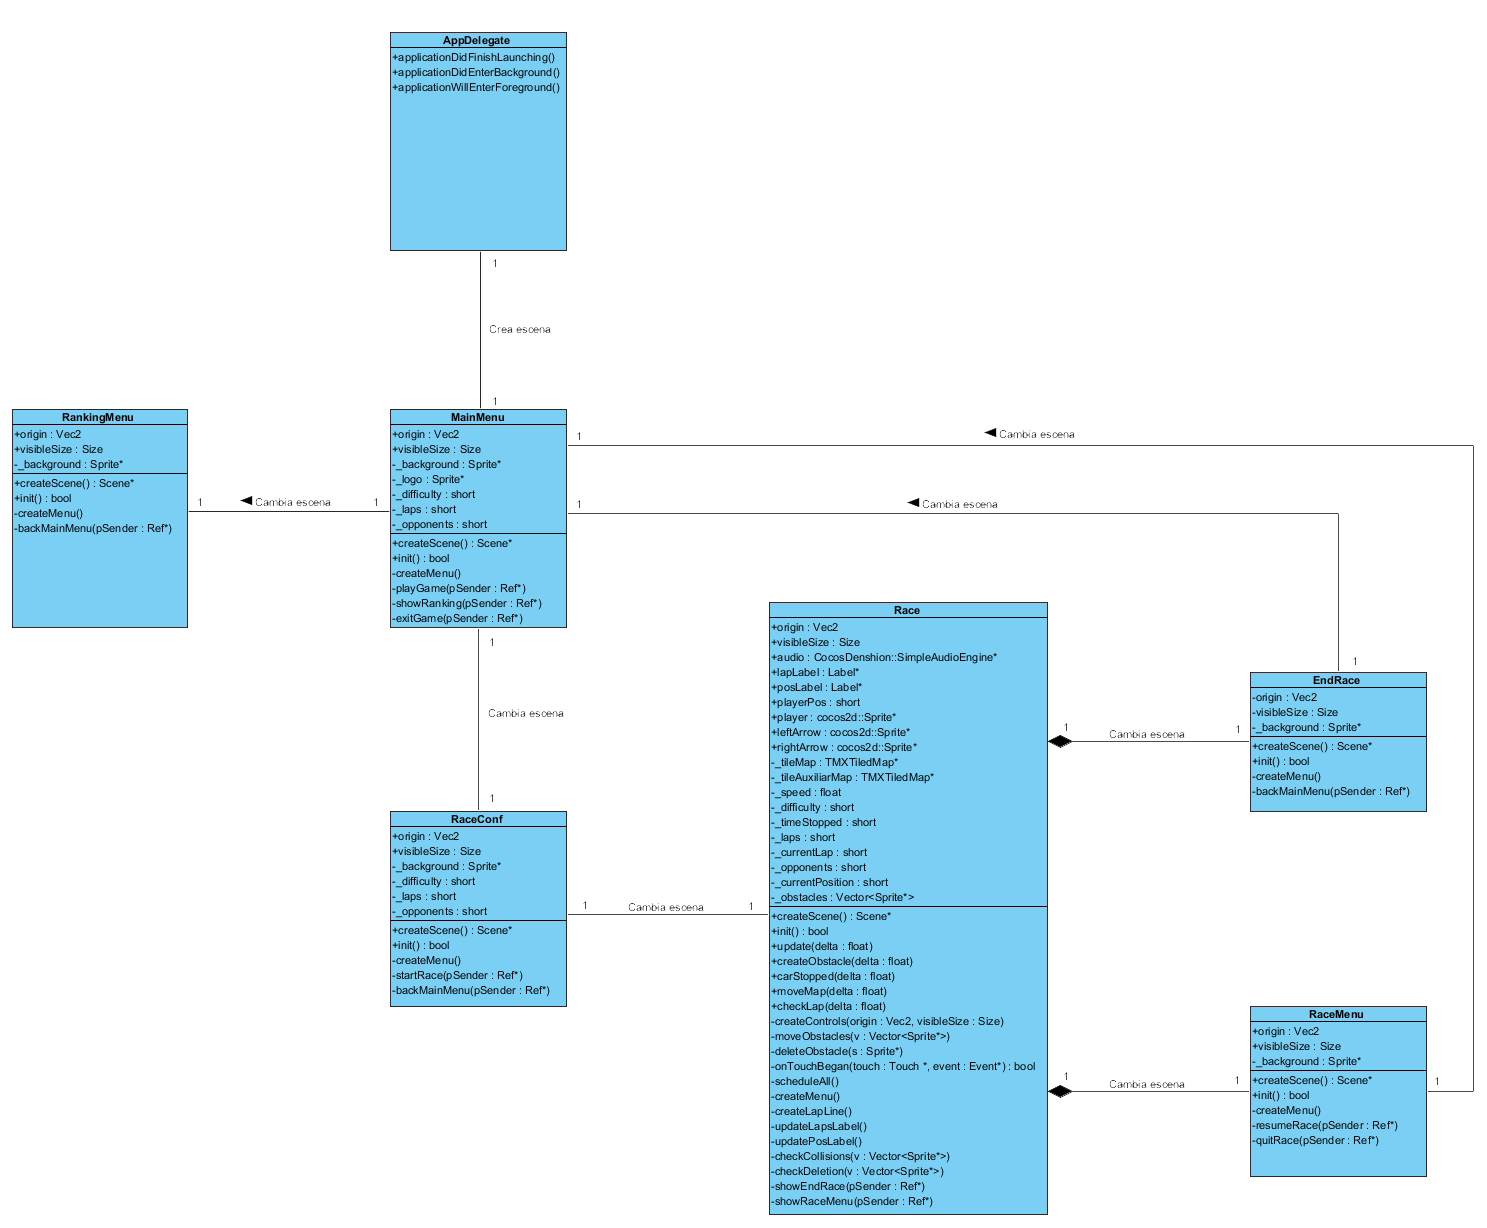 AppDelegate
+applicationDidFinishLaunching()
+applicationDidEnterBackground()
+applicationWillEnterForeground()
1
Crea escena
1
RankingMenu
+origin : Vec2
+visibleSize : Size
-_background : Sprite*
+createScene() : Scene*
+init() : bool
-createMenu()
-backMainMenu(pSender : Ref*)
1
Cambia escena
1
MainMenu
+origin : Vec2
+visibleSize : Size
-_background : Sprite*
-_logo : Sprite*
-_difficulty : short
-_laps : short
-_opponents : short
+createScene() : Scene*
+init() : bool
-createMenu()
-playGame(pSender : Ref*)
-showRanking(pSender : Ref*)
-exitGame(pSender : Ref*)
1
Cambia escena
1
Cambia escena
1
Cambia escena
1
RaceConf
+origin : Vec2
+visibleSize : Size
-_background : Sprite*
-_difficulty : short
-_laps : short
-_opponents : short
+createScene() : Scene*
+init() : bool
-createMenu()
-startRace(pSender : Ref*)
-backMainMenu(pSender : Ref*)
1
Cambia escena
1
Race
+origin : Vec2
+visibleSize : Size
+audio : CocosDenshion::SimpleAudioEngine*
+lapLabel : Label*
+posLabel : Label*
+playerPos : short
+player : cocos2d::Sprite*
+leftArrow : cocos2d::Sprite*
+rightArrow : cocos2d::Sprite*
-_tileMap : TMXTiledMap*
-_tileAuxiliarMap : TMXTiledMap*
-_speed : float
-_difficulty : short
-_timeStopped : short
-_laps : short
-_currentLap : short
-_opponents : short
-_currentPosition : short
-_obstacles : Vector<Sprite*>
+createScene() : Scene*
+init() : bool
+update(delta : float)
+createObstacle(delta : float)
+carStopped(delta : float)
+moveMap(delta : float)
+checkLap(delta : float)
-createControls(origin : Vec2, visibleSize : Size)
-moveObstacles(v : Vector<Sprite*>)
-deleteObstacle(s : Sprite*)
-onTouchBegan(touch : Touch *, event : Event*) : bool
-scheduleAll()
-createMenu()
-createLapLine()
-updateLapsLabel()
-updatePosLabel()
-checkCollisions(v : Vector<Sprite*>)
-checkDeletion(v : Vector<Sprite*>)
-showEndRace(pSender : Ref*)
-showRaceMenu(pSender : Ref*)
1
Cambia escena
1
1
EndRace
-origin : Vec2
-visibleSize : Size
-_background : Sprite*
+createScene() : Scene*
+init() : bool
-createMenu()
-backMainMenu(pSender : Ref*)
1
Cambia escena
1
RaceMenu
+origin : Vec2
+visibleSize : Size
-_background : Sprite*
+createScene() : Scene*
+init() : bool
-createMenu()
-resumeRace(pSender : Ref*)
-quitRace(pSender : Ref*)
1